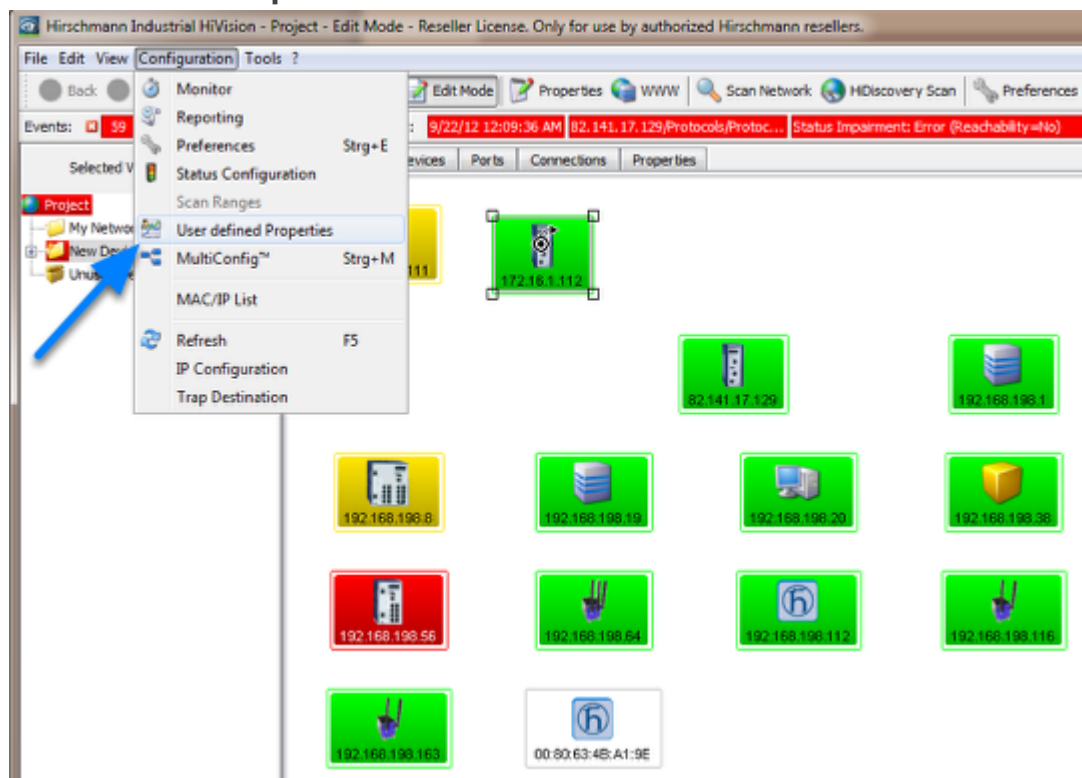 Hirschmann Industrial HiVision - Project - Edit Mode - Reseller License. Only for use by authorized Hirschmann resellers.
File Edit View Configuration Tools ?
Back Edit Mode Properties WWW Scan Network HiDiscovery Scan Preferences
Events: 59 : 9/22/12 12:09:36 AM 82.141.17.129/Protocols/Protoc... Status Impairment: Error (Reachability=No)
Selected Ports Connections Properties
Monitor
Reporting
Preferences Strg+E
Status Configuration
Scan Ranges
User defined Properties
MultiConfig™ Strg+M
MAC/IP List
Refresh F5
IP Configuration
Trap Destination
Project
My
New
111
172.16.1.112
82.141.17.129
192.168.198.1
192.168.198.8
192.168.198.19
192.168.198.20
192.168.198.38
192.168.198.56
192.168.198.64
192.168.198.112
192.168.198.116
192.168.198.163
00:80:63:4B:A1:9E